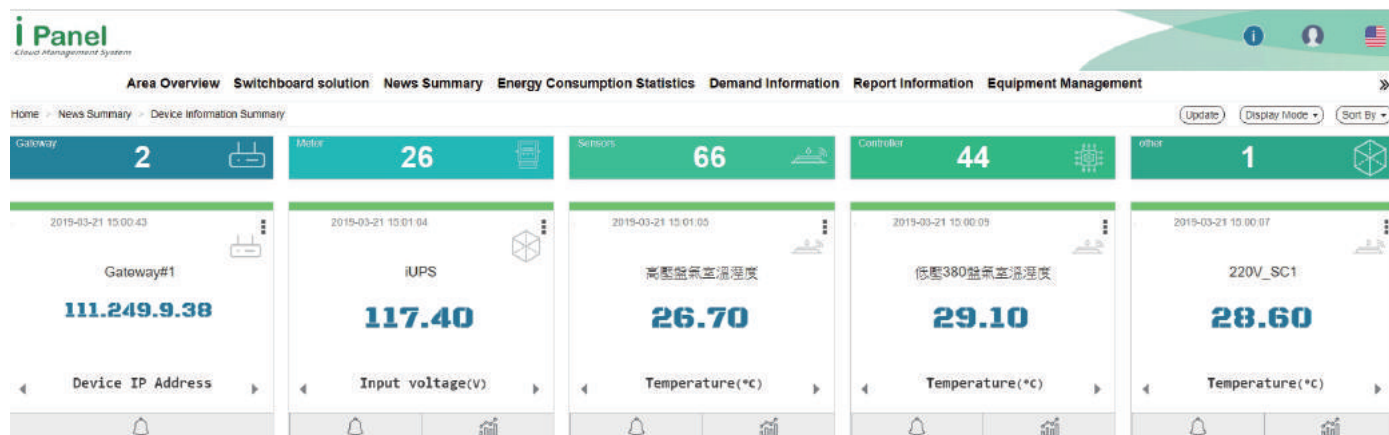 i Panel
Cloud Management System
i
Area Overview Switchboard solution News Summary Energy Consumption Statistics Demand Information Report Information Equipment Management »
Home > News Summary > Device Information Summary
Update Display Mode Sort By
Gateway 2
Meter 26
Sensors 66
Controller 44
other 1
2019-03-21 15:00:43
Gateway#1
111.249.9.38
Device IP Address
2019-03-21 15:01:04
iUPS
117.40
Input voltage(V)
2019-03-21 15:01:05
高壓盤氣室溫溼度
26.70
Temperature(°C)
2019-03-21 15:00:09
低壓380盤氣室溫溼度
29.10
Temperature(°C)
2019-03-21 15:00:07
220V_SC1
28.60
Temperature(°C)